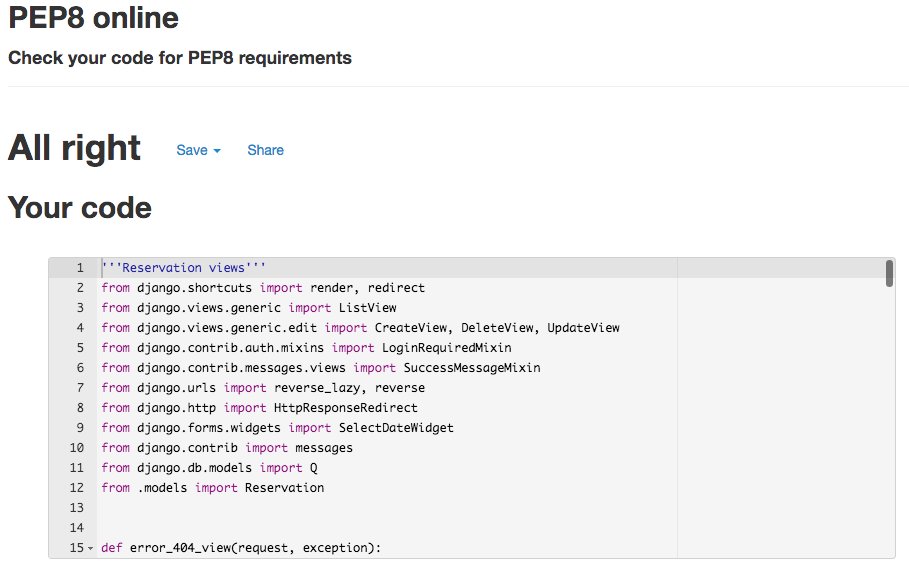 PEP8 online
Check your code for PEP8 requirements
All right Save Share
Your code
1 '''Reservation views'''
2 from django.shortcuts import render, redirect
3 from django.views.generic import ListView
4 from django.views.generic.edit import CreateView, DeleteView, UpdateView
5 from django.contrib.auth.mixins import LoginRequiredMixin
6 from django.contrib.messages.views import SuccessMessageMixin
7 from django.urls import reverse_lazy, reverse
8 from django.http import HttpResponseRedirect
9 from django.forms.widgets import SelectDateWidget
10 from django.contrib import messages
11 from django.db.models import Q
12 from .models import Reservation
13
14
15 def error_404_view(request, exception):